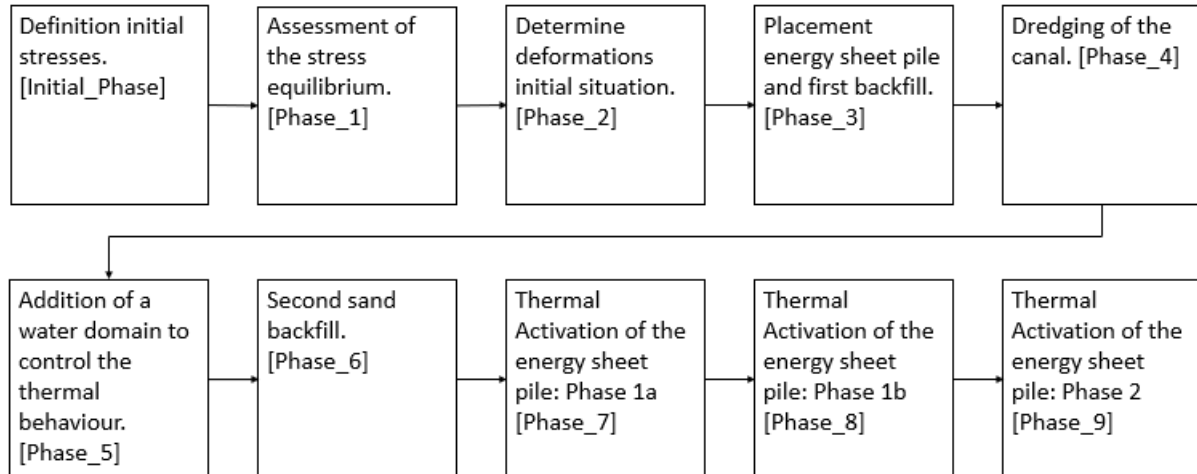 Definition initial
stresses.
[Initial_Phase]
Assessment of
the stress
equilibrium.
[Phase_1]
Determine
deformations
initial situation.
[Phase_2]
Placement
energy sheet pile
and first backfill.
[Phase_3]
Dredging of the
canal. [Phase_4]
Addition of a
water domain to
control the
thermal
behaviour.
[Phase_5]
Second sand
backfill.
[Phase_6]
Thermal
Activation of the
energy sheet
pile: Phase 1a
[Phase_7]
Thermal
Activation of the
energy sheet
pile: Phase 1b
[Phase_8]
Thermal
Activation of the
energy sheet
pile: Phase 2
[Phase_9]